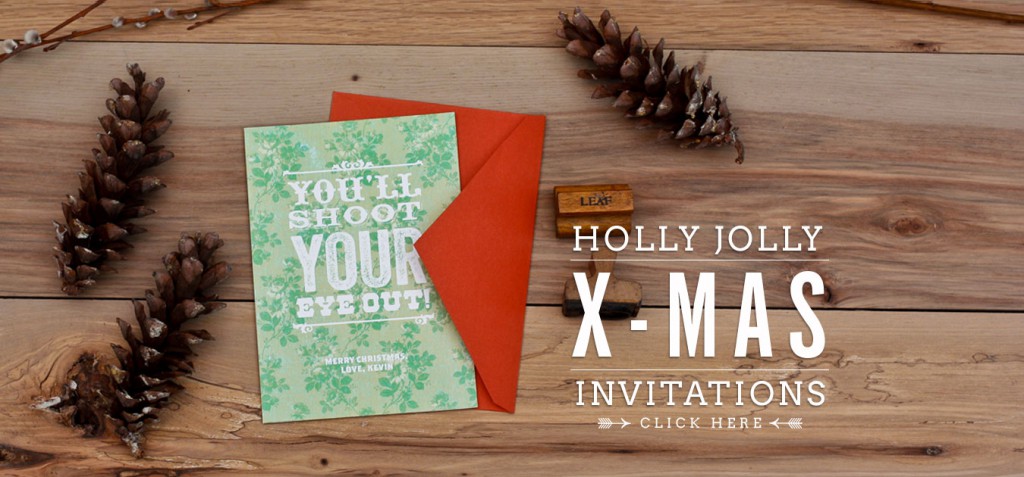 YOU'LL
SHOOT
YOUR
EYE OUT!
MERRY CHRISTMAS!
LOVE, KEVIN
LEAF
HOLLY JOLLY
X-MAS
INVITATIONS
CLICK HERE